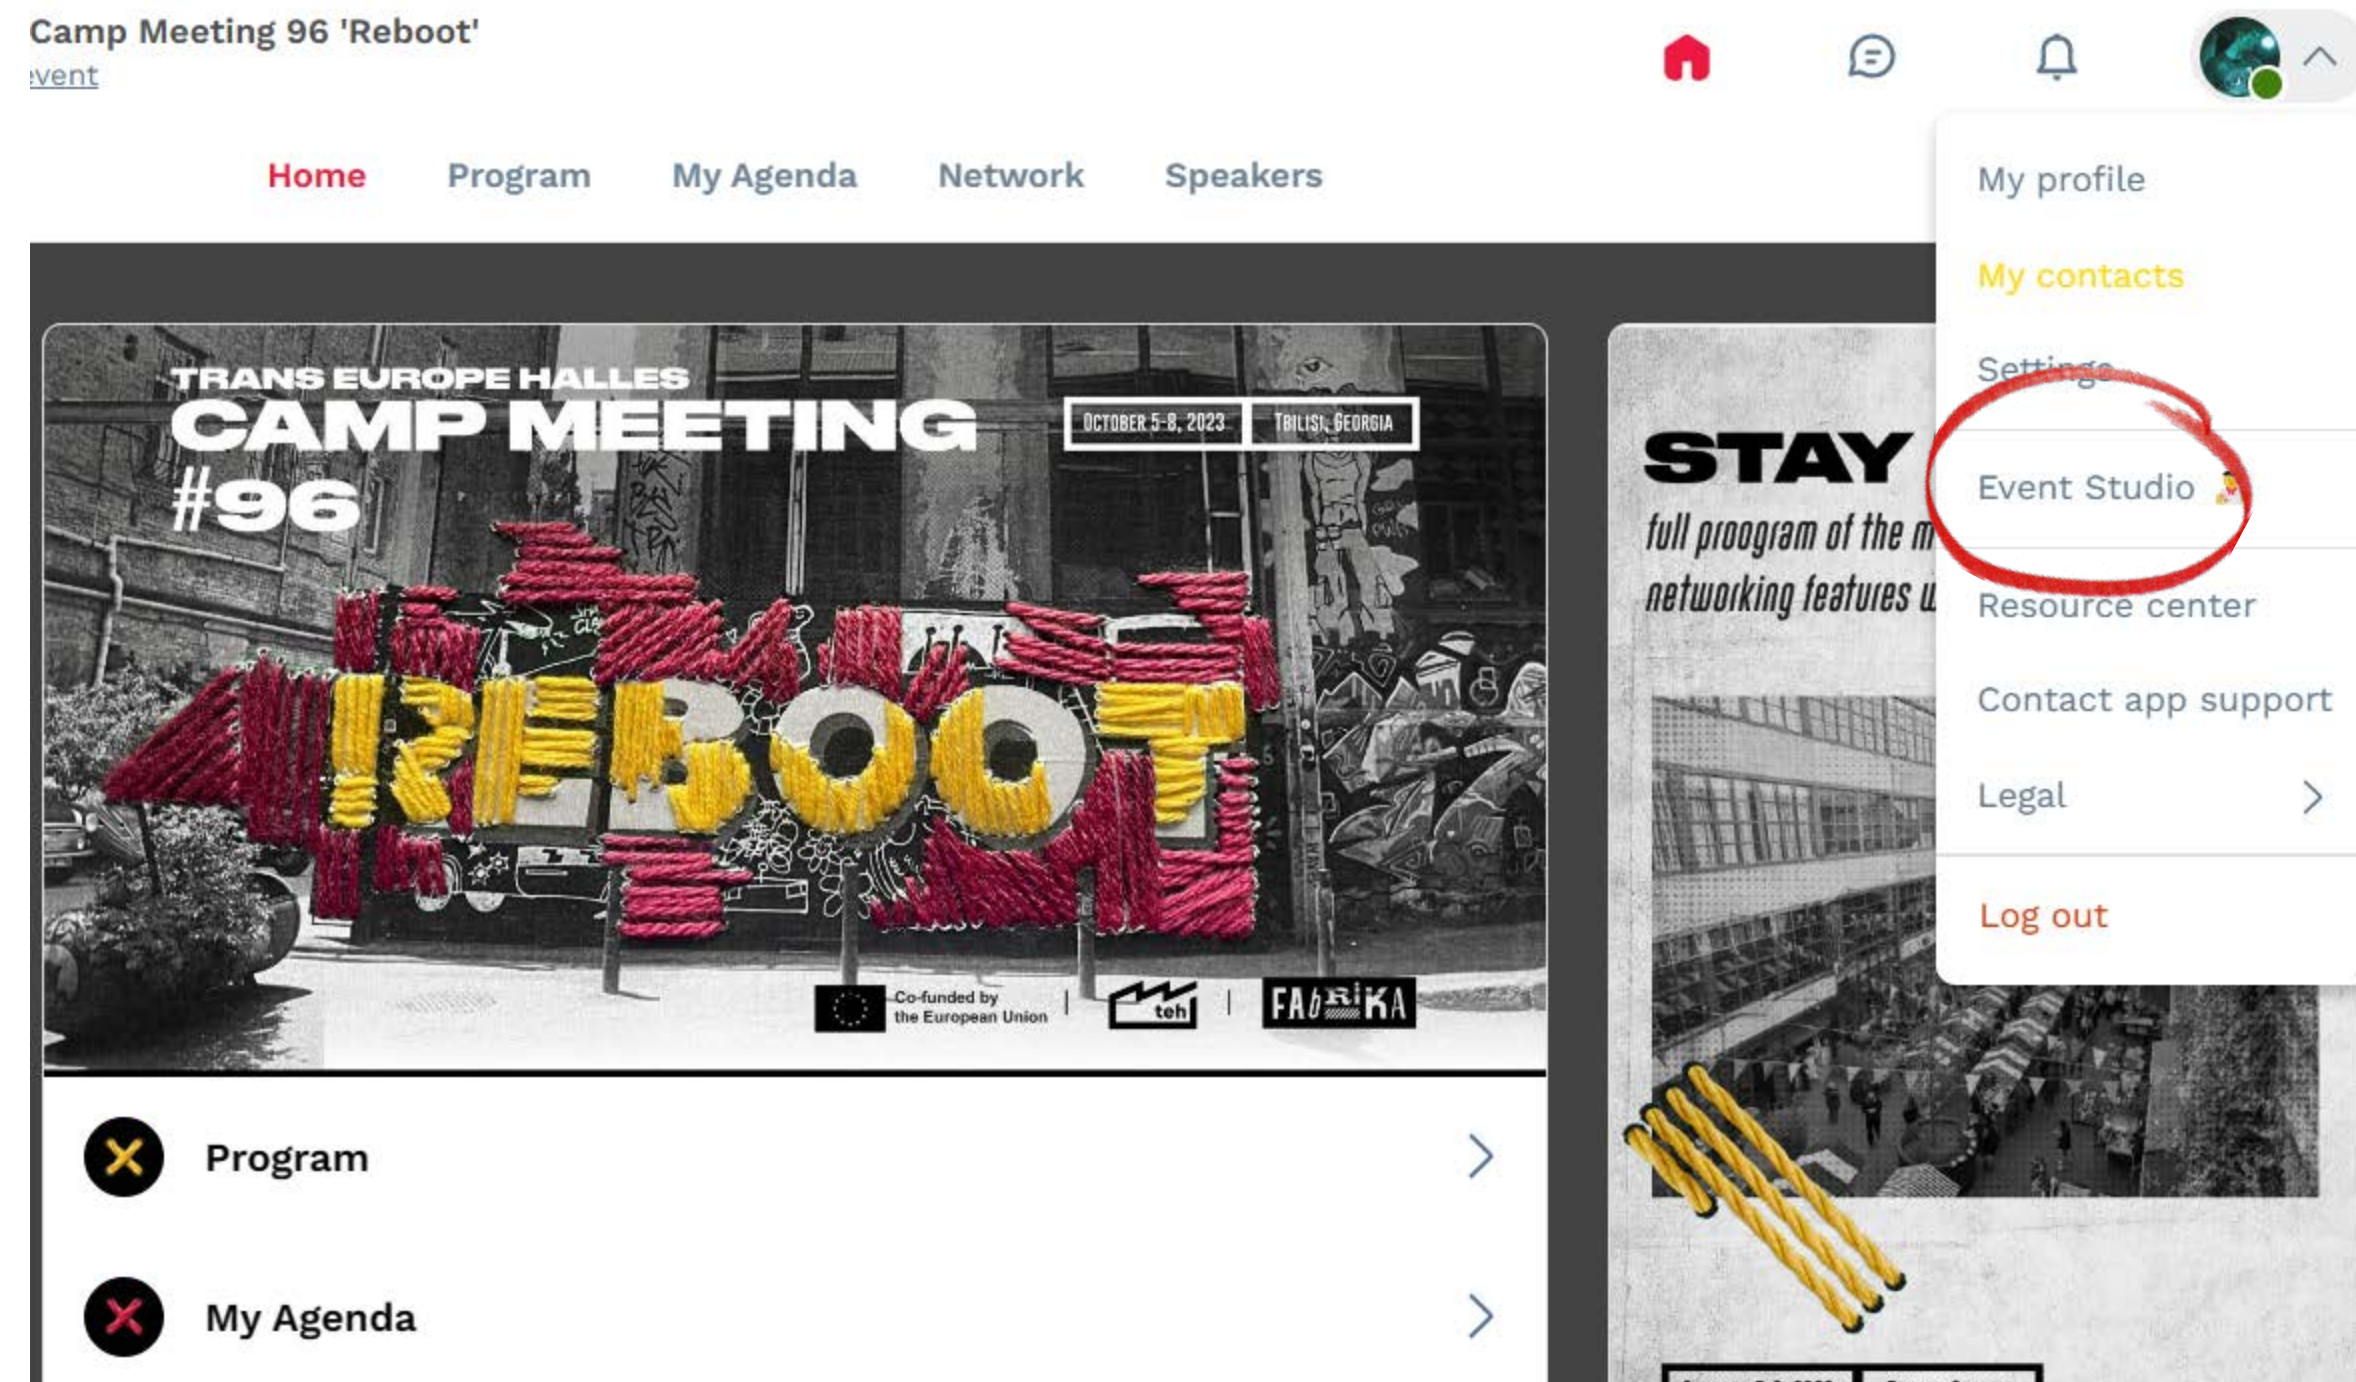 Camp Meeting 96 'Reboot'
event
Home Program My Agenda Network Speakers
My profile
My contacts
Settings
Event Studio
Resource center
Contact app support
Legal
Log out
TRANS EUROPE HALLES
CAMP MEETING
#96
OCTOBER 5-8, 2023 TBILISI, GEORGIA
REBOOT
Co-funded by
the European Union
teh
FAbRiKA
STAY
full proogram of the m
networking features w
Program
My Agenda